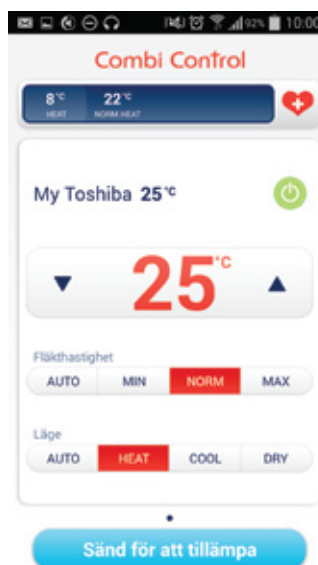 92% 10:00
Combi Control
8°C 22°C
HEAT NORM HEAT
My Toshiba 25°C
25°C
Fläkthastighet
AUTO MIN NORM MAX
Läge
AUTO HEAT COOL DRY
Sänd för att tillämpa